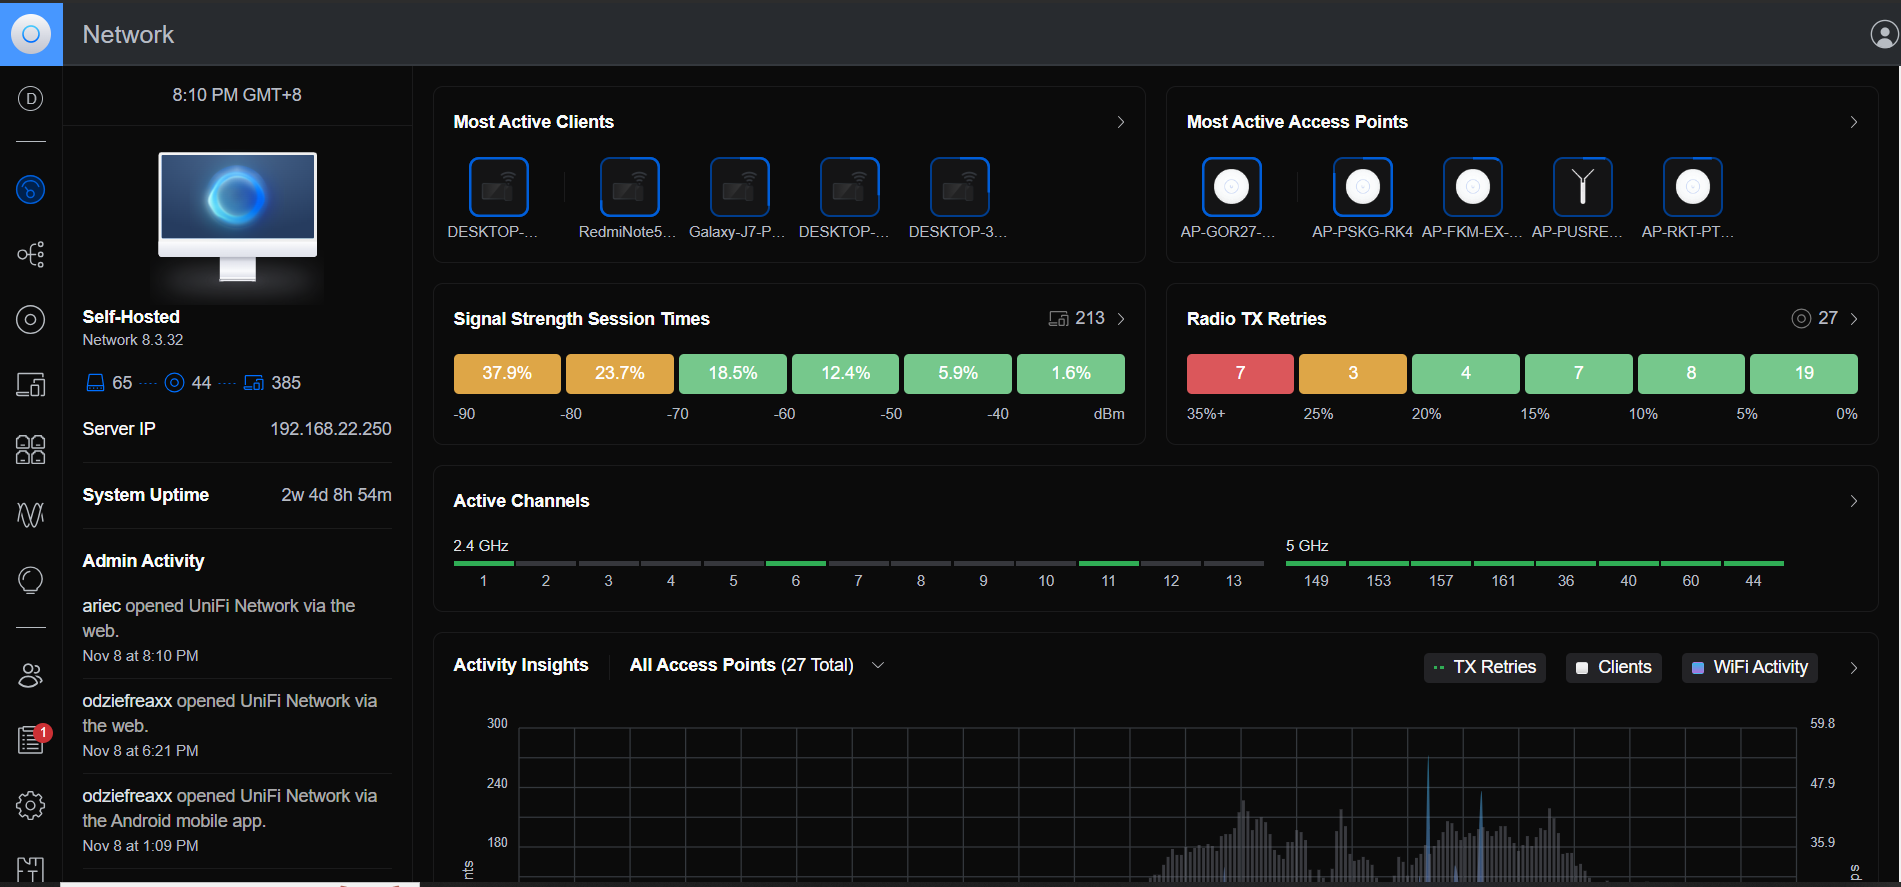 Network
D
8:10 PM GMT+8
Self-Hosted
Network 8.3.32
65 44 385
Server IP 192.168.22.250
System Uptime 2w 4d 8h 54m
Admin Activity
ariec opened UniFi Network via the
web.
Nov 8 at 8:10 PM
odziefreaxx opened UniFi Network via
the web.
Nov 8 at 6:21 PM
odziefreaxx opened UniFi Network via
the Android mobile app.
Nov 8 at 1:09 PM
1
Most Active Clients
DESKTOP-... RedmiNote5... Galaxy-J7-P... DESKTOP-... DESKTOP-3...
Most Active Access Points
AP-GOR27-... AP-PSKG-RK4 AP-FKM-EX-... AP-PUSRE... AP-RKT-PT...
Signal Strength Session Times 213
37.9% 23.7% 18.5% 12.4% 5.9% 1.6%
-90 -80 -70 -60 -50 -40 dBm
Radio TX Retries 27
7 3 4 7 8 19
35%+ 25% 20% 15% 10% 5% 0%
Active Channels
2.4 GHz
1 2 3 4 5 6 7 8 9 10 11 12 13
5 GHz
149 153 157 161 36 40 60 44
Activity Insights All Access Points (27 Total) TX Retries Clients WiFi Activity
300 59.8
240 47.9
180 35.9
nts ps